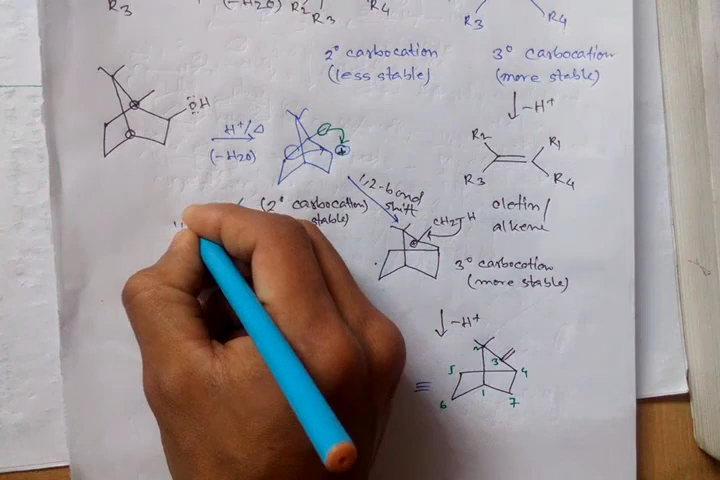 R3
(-H2O)
R2
R3
R4
R3
R4
2° carbocation
(less stable)
3° carbocation
(more stable)
-H+
ÖH
H+/Δ
(-H2O)
+
R2
R1
R3
R4
olefin/
alkene
1,2-bond
shift
(2° carbocation)
stable)
CH2
H
+
3° carbocation
(more stable)
-H+
≡
2
3
5
4
1
6
7